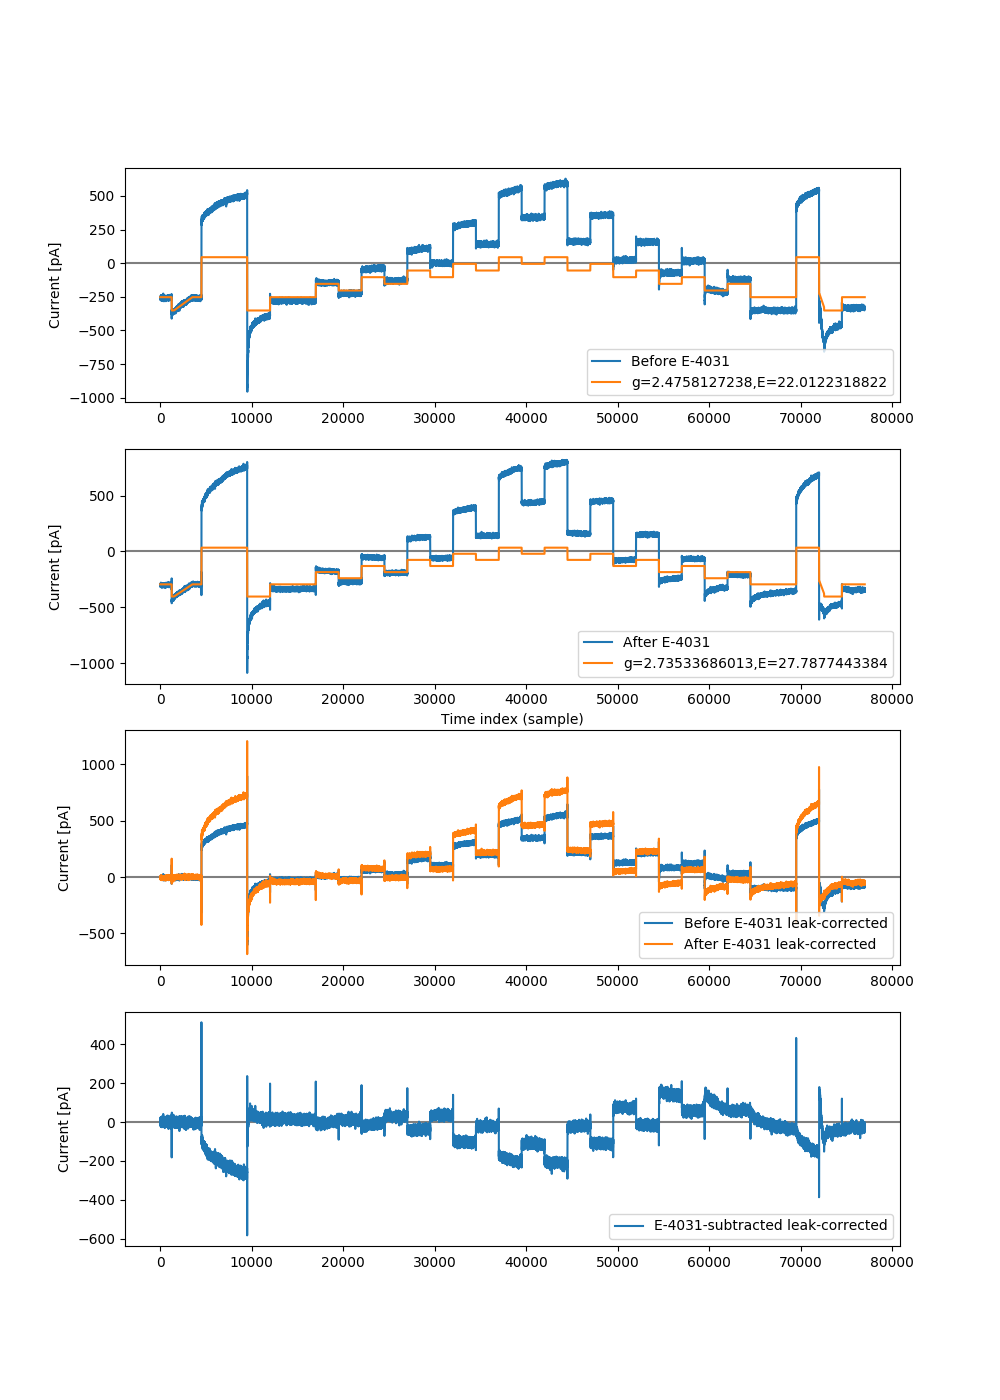 500
250
0
−250
−500
−750
−1000
Current [pA]
Before E-4031
g=2.4758127238,E=22.0122318822
0 10000 20000 30000 40000 50000 60000 70000 80000
500
0
−500
−1000
Current [pA]
After E-4031
g=2.73533686013,E=27.7877443384
0 10000 20000 30000 40000 50000 60000 70000 80000
Time index (sample)
1000
500
0
−500
Current [pA]
Before E-4031 leak-corrected
After E-4031 leak-corrected
0 10000 20000 30000 40000 50000 60000 70000 80000
400
200
0
−200
−400
−600
Current [pA]
E-4031-subtracted leak-corrected
0 10000 20000 30000 40000 50000 60000 70000 80000